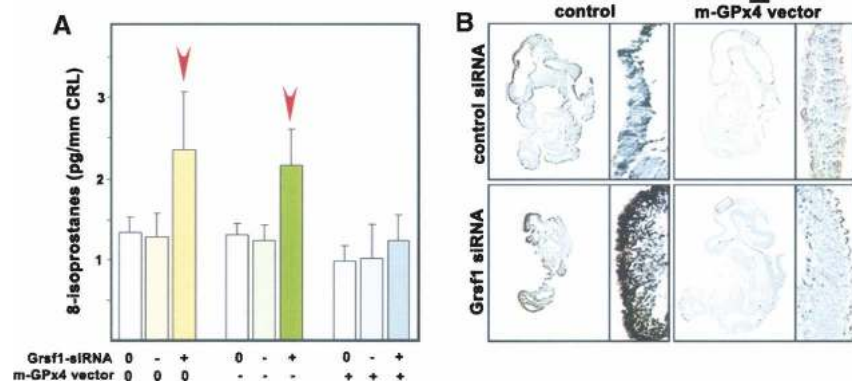 A
8-isoprostanes (pg/mm CRL)
3
2
1
Grsf1-siRNA 0 - + 0 - + 0 - +
m-GPx4 vector 0 0 0 - - - + + +
B
control m-GPx4 vector
control siRNA
Grsf1 siRNA